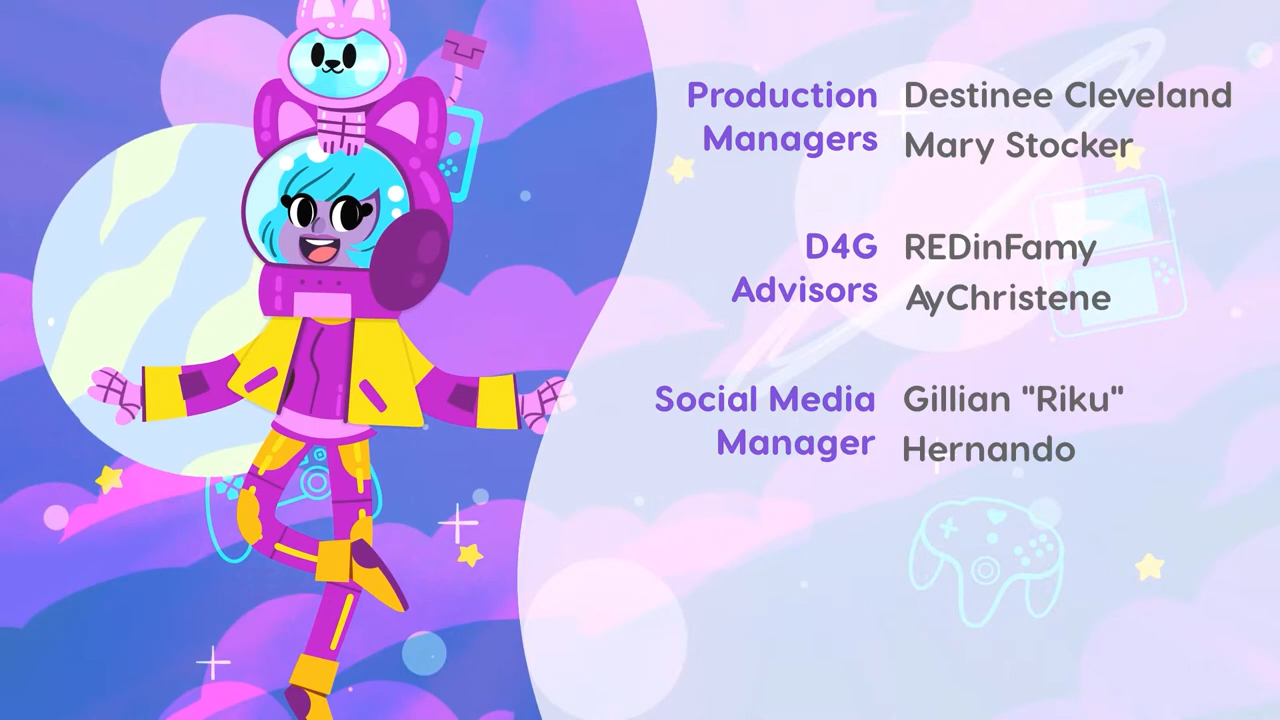 Production Managers
Destinee Cleveland
Mary Stocker
D4G Advisors
REDinFamy
AyChristene
Social Media Manager
Gillian "Riku"
Hernando